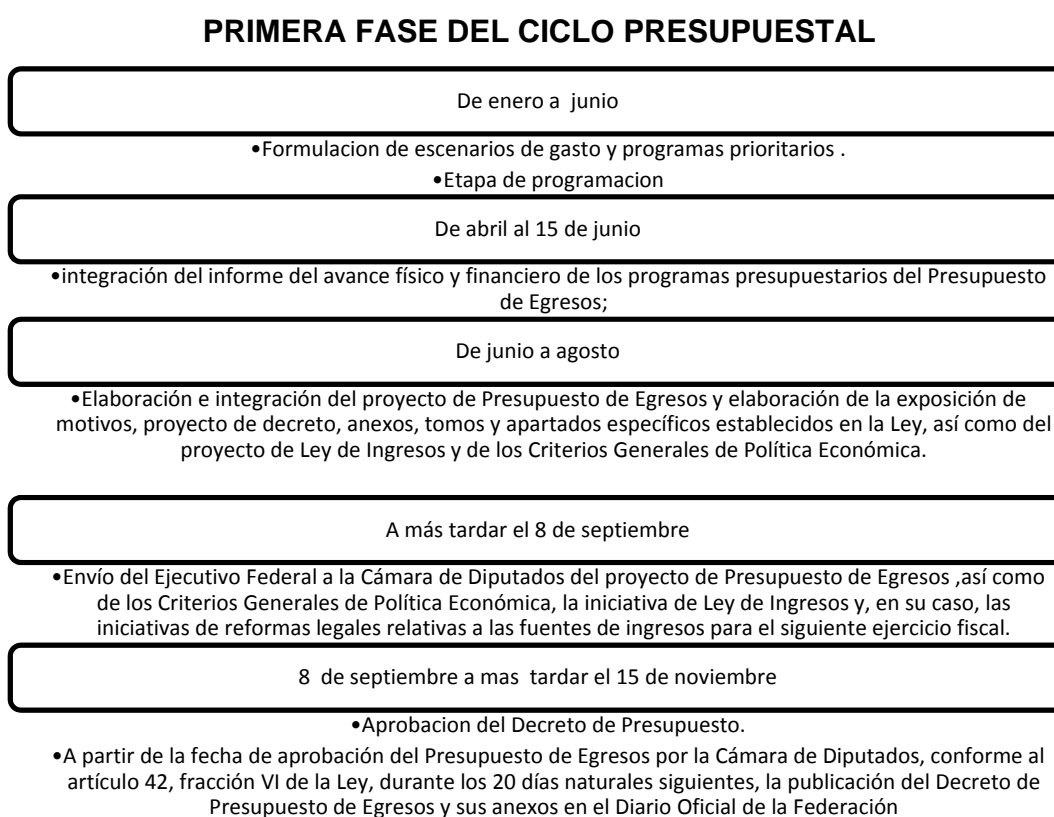 PRIMERA FASE DEL CICLO PRESUPUESTAL
De enero a  junio
•Formulacion de escenarios de gasto y programas prioritarios .
•Etapa de programacion
De abril al 15 de junio
•integración del informe del avance físico y financiero de los programas presupuestarios del Presupuesto
de Egresos;
De junio a agosto
•Elaboración e integración del proyecto de Presupuesto de Egresos y elaboración de la exposición de
motivos, proyecto de decreto, anexos, tomos y apartados específicos establecidos en la Ley, así como del
proyecto de Ley de Ingresos y de los Criterios Generales de Política Económica.
A más tardar el 8 de septiembre
•Envío del Ejecutivo Federal a la Cámara de Diputados del proyecto de Presupuesto de Egresos ,así como
de los Criterios Generales de Política Económica, la iniciativa de Ley de Ingresos y, en su caso, las
iniciativas de reformas legales relativas a las fuentes de ingresos para el siguiente ejercicio fiscal.
8  de septiembre a mas  tardar el 15 de noviembre
•Aprobacion del Decreto de Presupuesto.
•A partir de la fecha de aprobación del Presupuesto de Egresos por la Cámara de Diputados, conforme al
artículo 42, fracción VI de la Ley, durante los 20 días naturales siguientes, la publicación del Decreto de
Presupuesto de Egresos y sus anexos en el Diario Oficial de la Federación